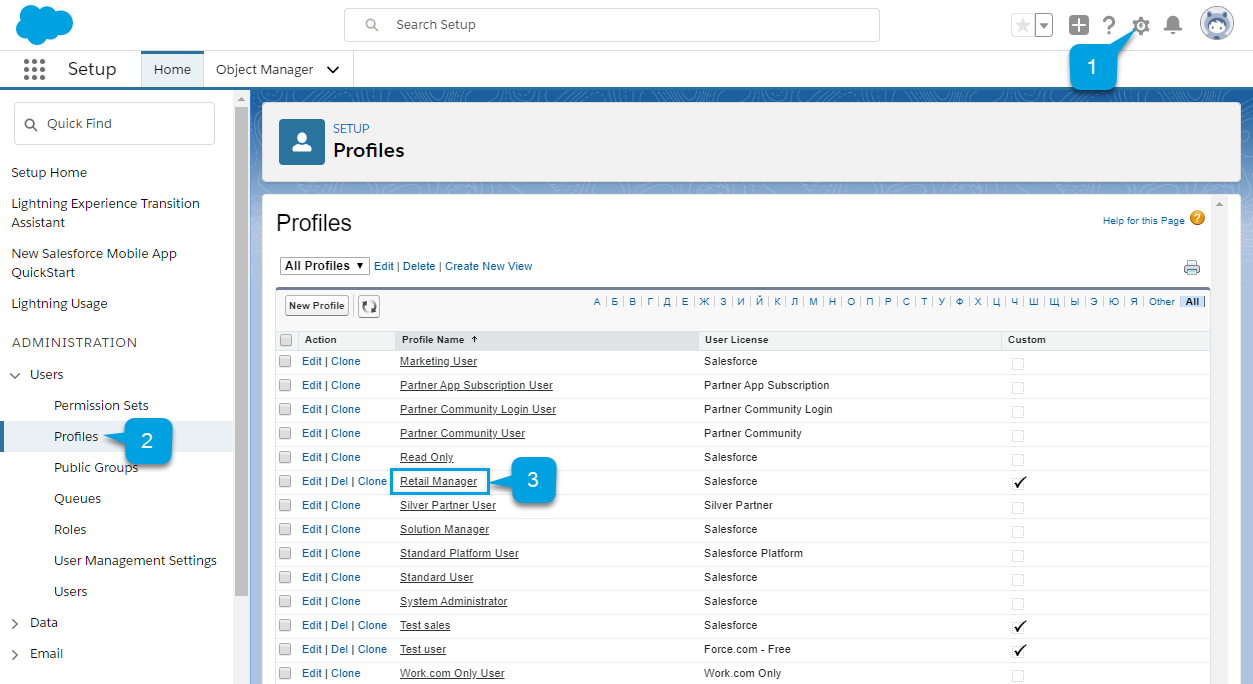 Search Setup
1
Setup Home Object Manager
Quick Find
Setup Home
Lightning Experience Transition
Assistant
New Salesforce Mobile App
QuickStart
Lightning Usage
ADMINISTRATION
Users
Permission Sets
Profiles 2
Public Groups
Queues
Roles
User Management Settings
Users
Data
Email
SETUP
Profiles
Profiles
Help for this Page ?
All Profiles ▼ Edit | Delete | Create New View
New Profile А | Б | В | Г | Д | Е | Ж | З | И | Й | К | Л | М | Н | О | П | Р | С | Т | У | Ф | Х | Ц | Ч | Ш | Щ | Ы | Э | Ю | Я | Other | All |
Action Profile Name ↑ User License Custom
Edit | Clone Marketing User Salesforce
Edit | Clone Partner App Subscription User Partner App Subscription
Edit | Clone Partner Community Login User Partner Community Login
Edit | Clone Partner Community User Partner Community
Edit | Clone Read Only Salesforce
Edit | Del | Clone Retail Manager 3 Salesforce ✓
Edit | Clone Silver Partner User Silver Partner
Edit | Clone Solution Manager Salesforce
Edit | Clone Standard Platform User Salesforce Platform
Edit | Clone Standard User Salesforce
Edit | Clone System Administrator Salesforce
Edit | Del | Clone Test sales Salesforce ✓
Edit | Del | Clone Test user Force.com - Free ✓
Edit | Clone Work.com Only User Work.com Only